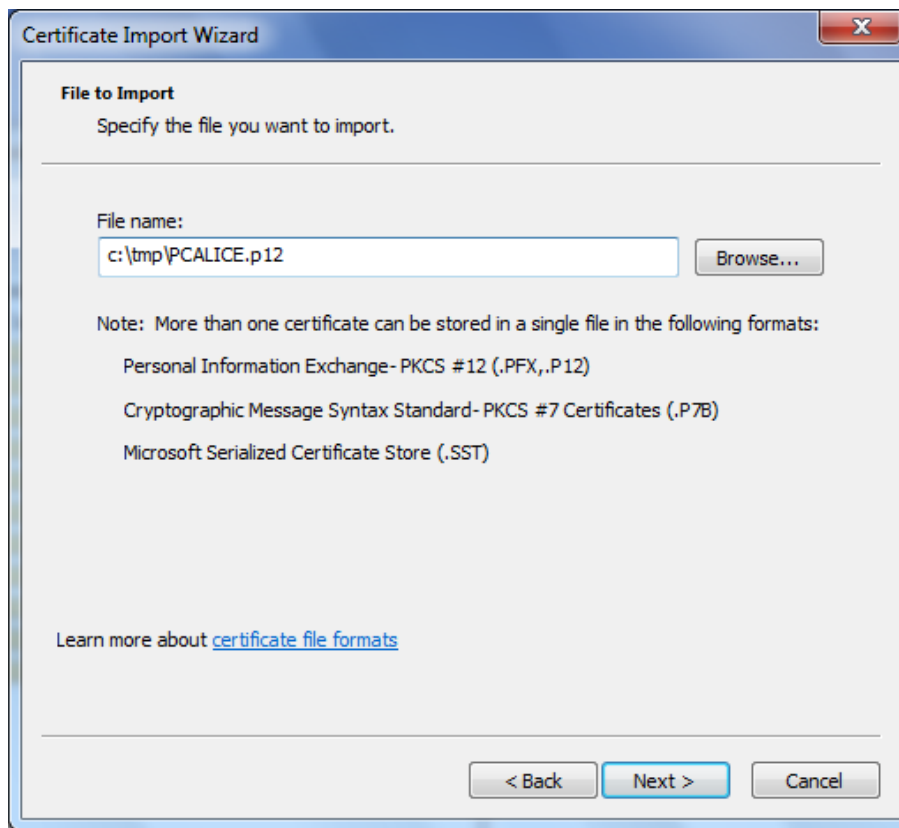 Certificate Import Wizard
X
File to Import
Specify the file you want to import.
File name:
c:\tmp\PCALICE.p12
Browse...
Note: More than one certificate can be stored in a single file in the following formats:
Personal Information Exchange- PKCS #12 (.PFX,.P12)
Cryptographic Message Syntax Standard- PKCS #7 Certificates (.P7B)
Microsoft Serialized Certificate Store (.SST)
Learn more about certificate file formats
< Back Next > Cancel